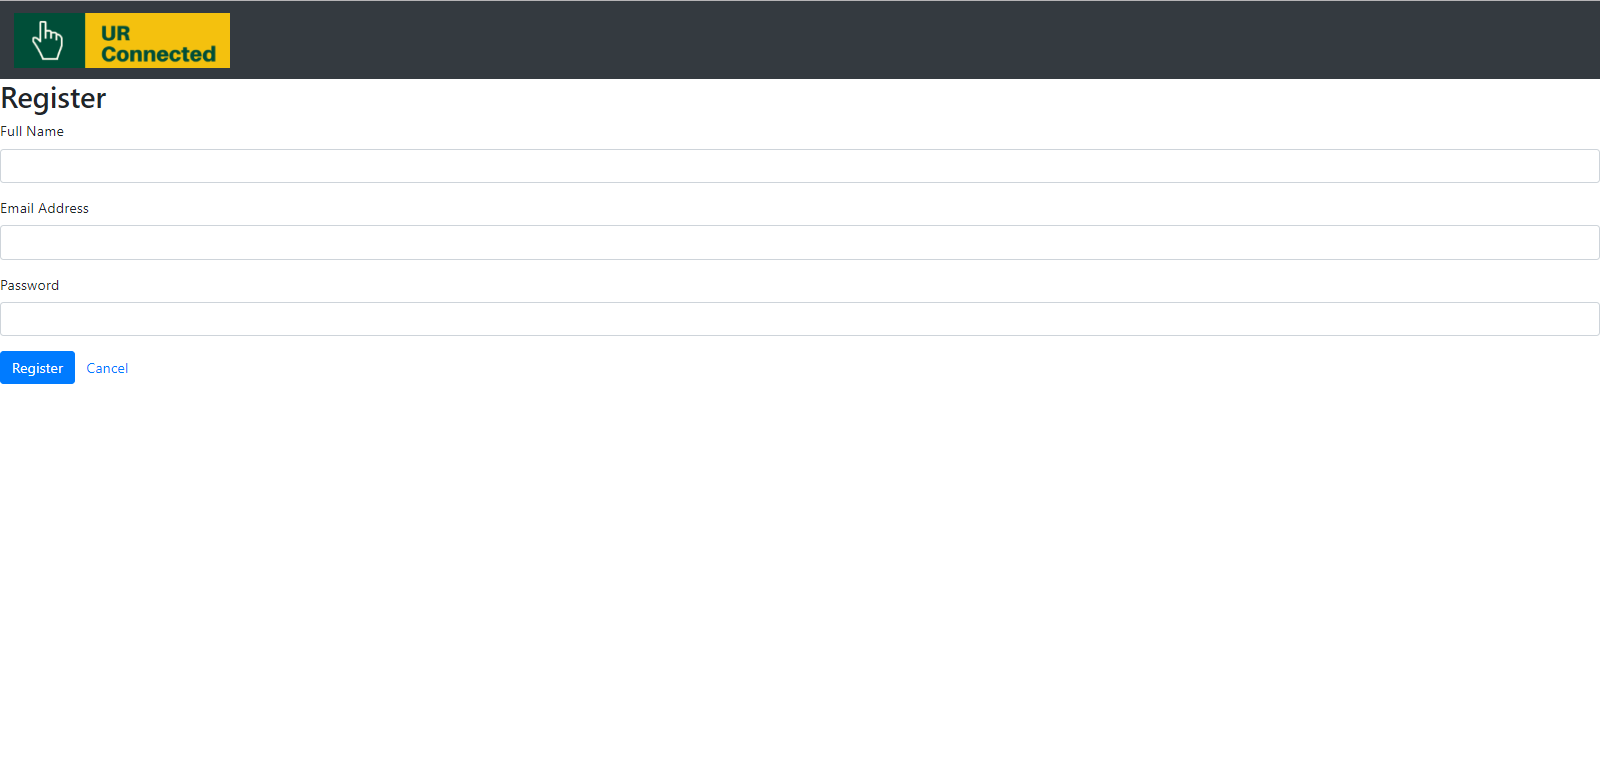 UR
Connected
Register
Full Name
Email Address
Password
Register Cancel